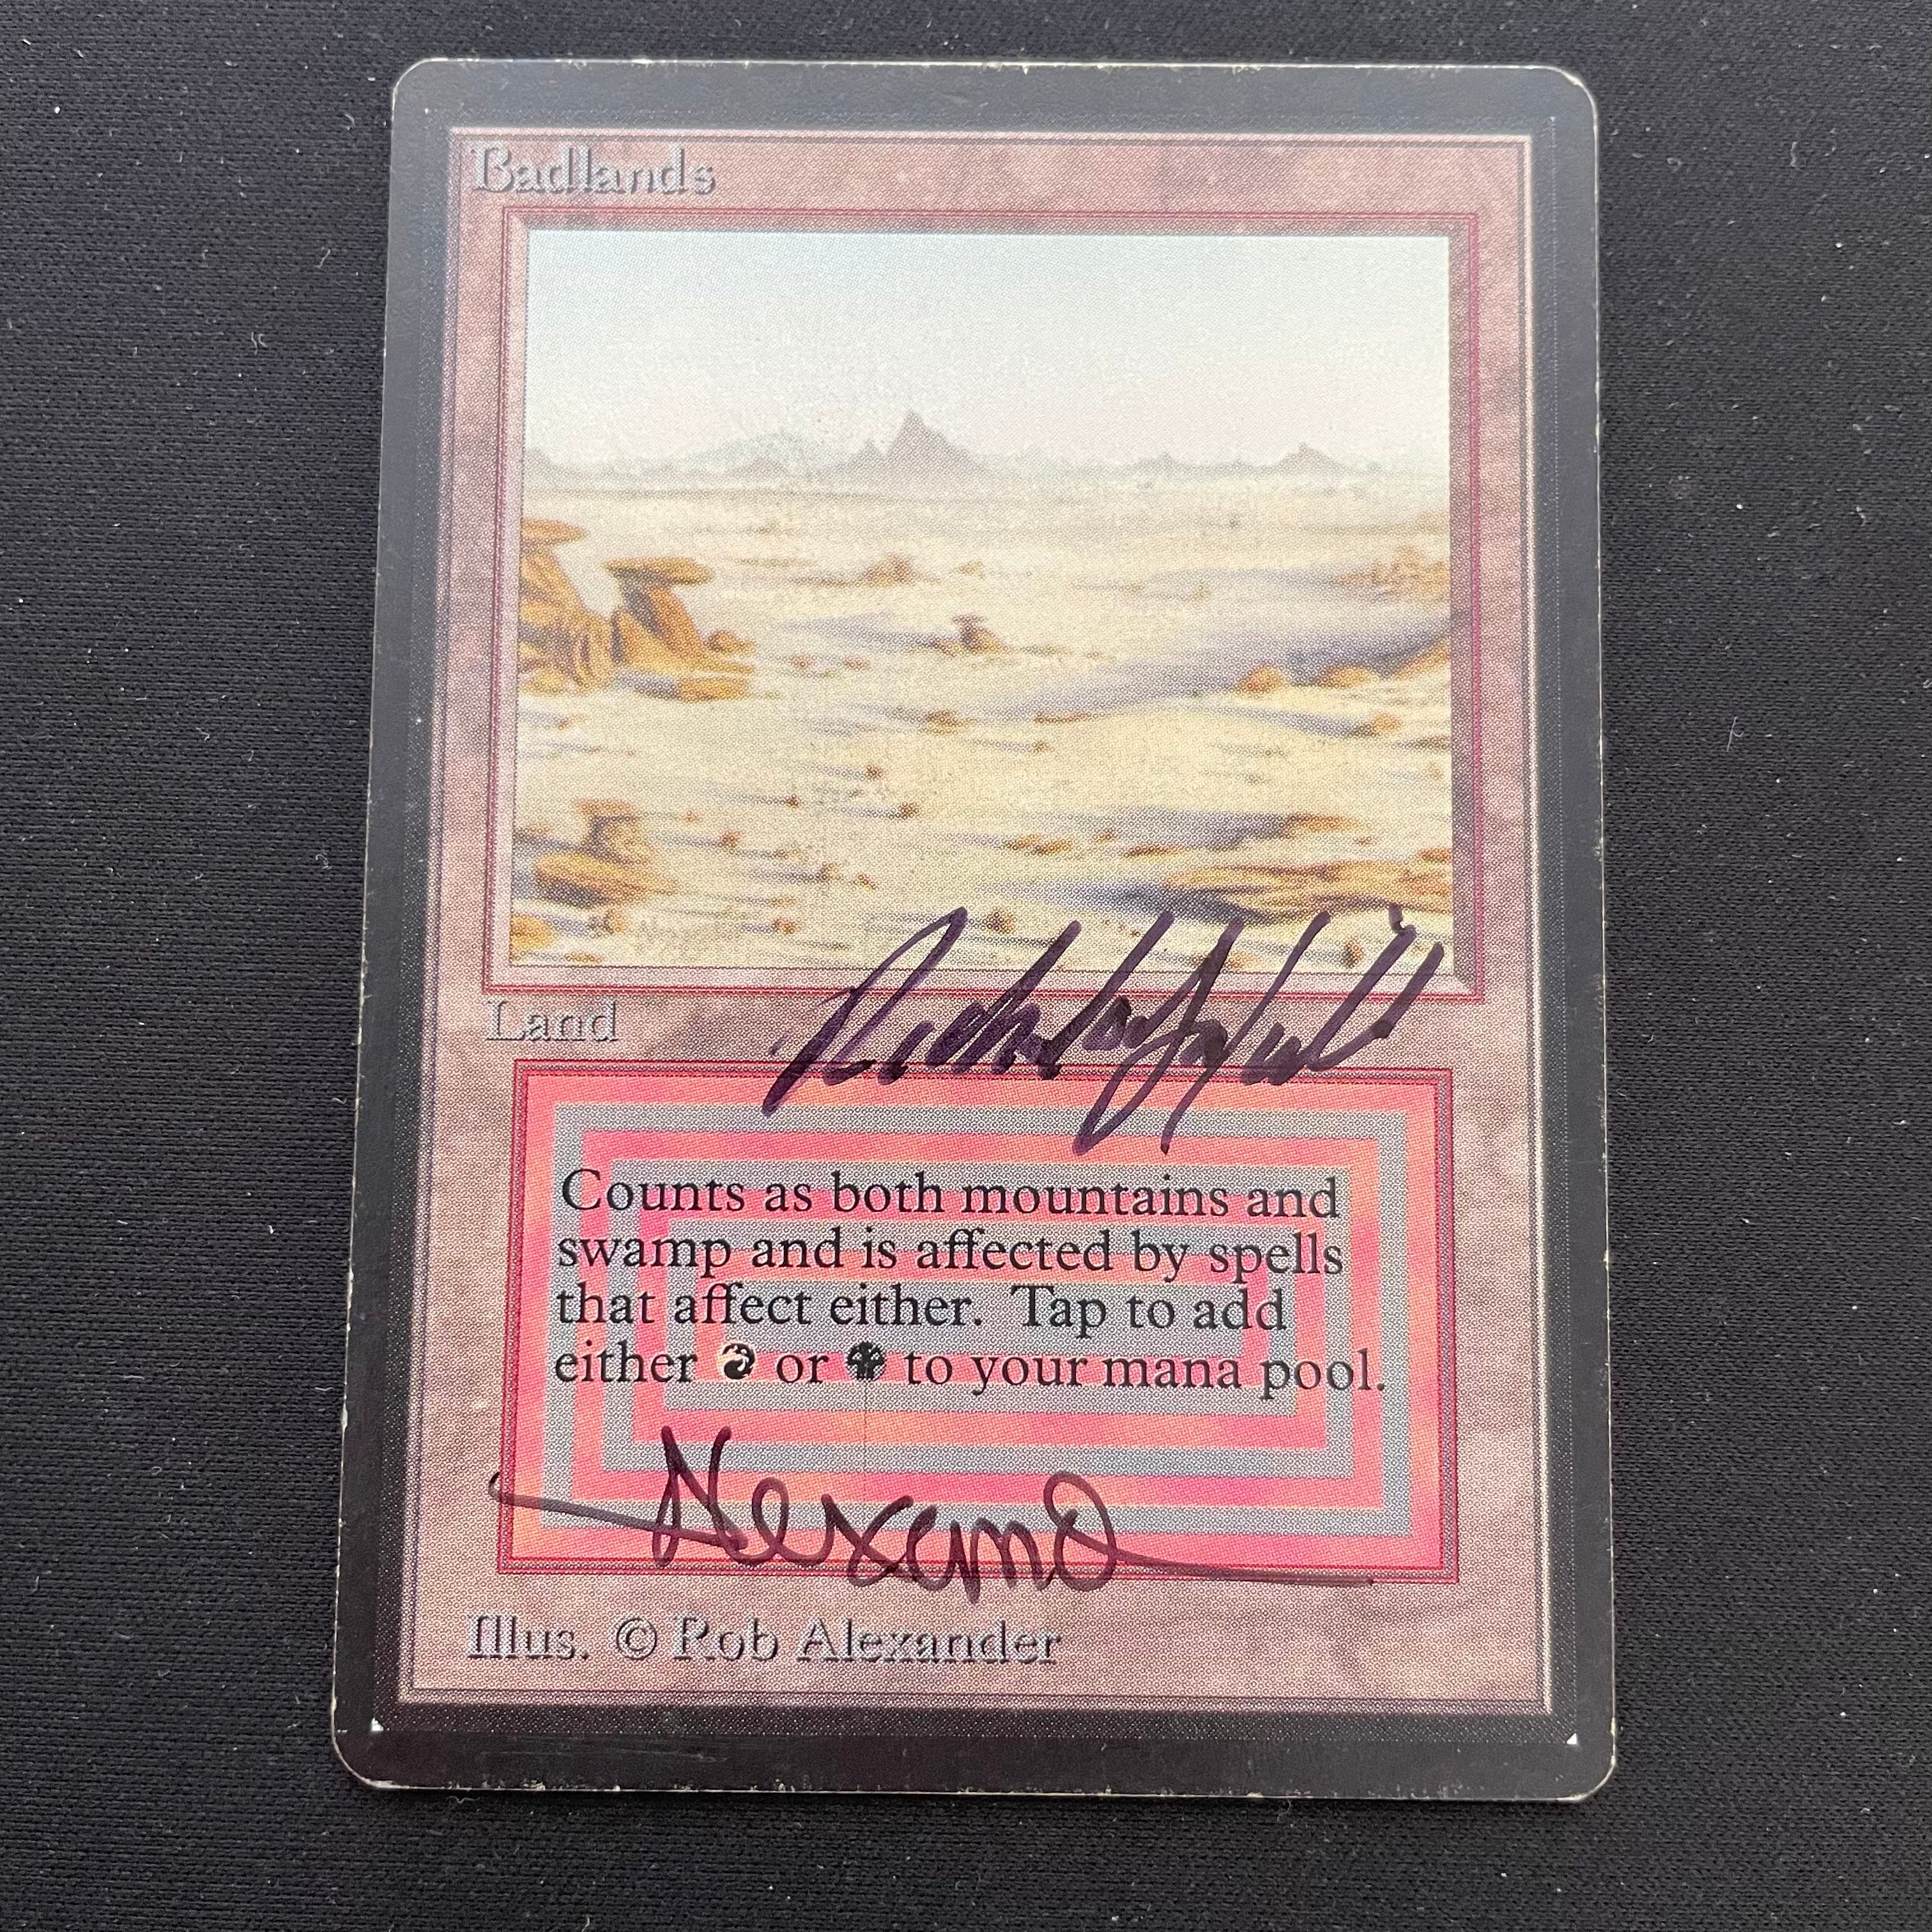 Badlands
Land
Counts as both mountains and
swamp and is affected by spells
that affect either. Tap to add
either or to your mana pool.
Illus. © Rob Alexander